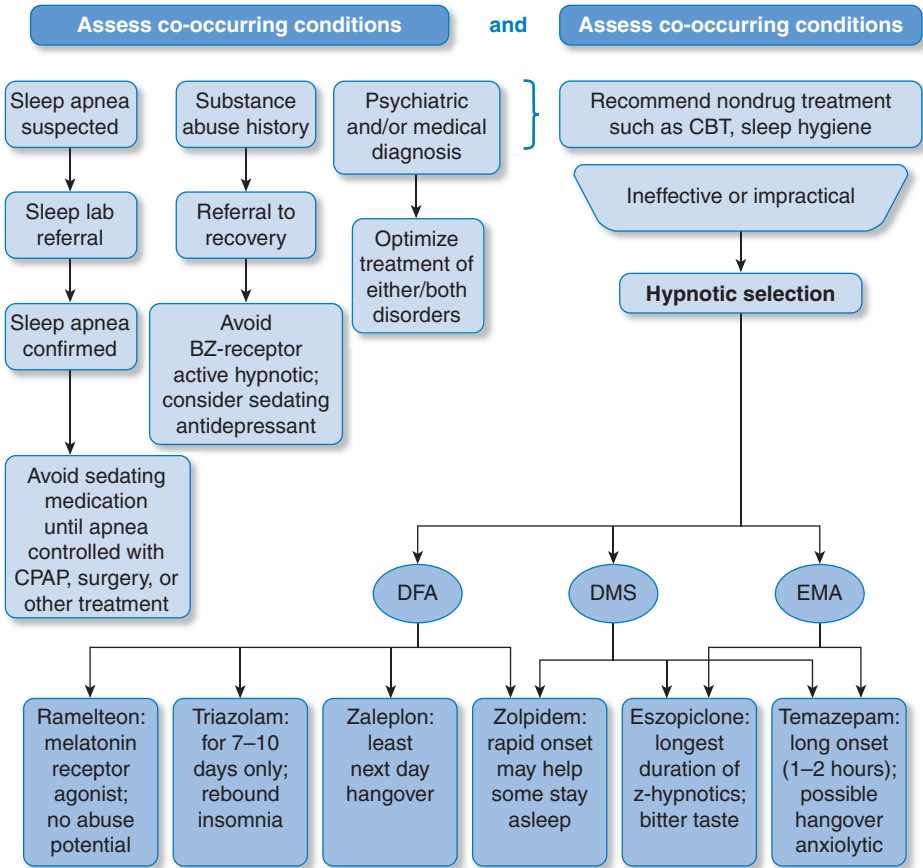 Assess co-occurring conditions
and
Assess co-occurring conditions
Sleep apnea
suspected
Substance
abuse history
Psychiatric
and/or medical
diagnosis
}
Recommend nondrug treatment
such as CBT, sleep hygiene
Ineffective or impractical
Sleep lab
referral
Referral to
recovery
Optimize
treatment of
either/both
disorders
Hypnotic selection
Sleep apnea
confirmed
Avoid
BZ-receptor
active hypnotic;
consider sedating
antidepressant
Avoid sedating
medication
until apnea
controlled with
CPAP, surgery, or
other treatment
DFA
DMS
EMA
Ramelteon:
melatonin
receptor
agonist;
no abuse
potential
Triazolam:
for 7–10
days only;
rebound
insomnia
Zaleplon:
least
next day
hangover
Zolpidem:
rapid onset
may help
some stay
asleep
Eszopiclone:
longest
duration of
z-hypnotics;
bitter taste
Temazepam:
long onset
(1–2 hours);
possible
hangover
anxiolytic